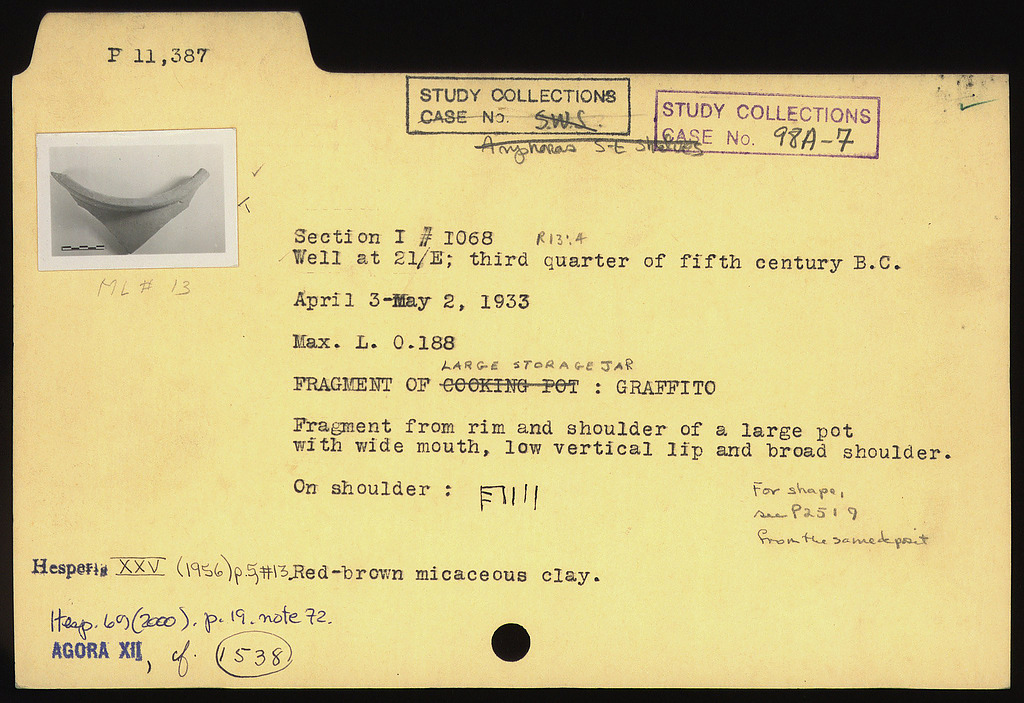 P 11,387
STUDY COLLECTIONS
CASE No. S.W.S
Amphoras S-E Shelves
STUDY COLLECTIONS
CASE No. 98A-7
ML# 13
Section I # 1068 R13:4
Well at 21/E; third quarter of fifth century B.C.
April 3-May 2, 1933
Max. L. 0.188
LARGE STORAGE JAR
FRAGMENT OF COOKING POT : GRAFFITO
Fragment from rim and shoulder of a large pot
with wide mouth, low vertical lip and broad shoulder.
On shoulder :
For shape,
see P2519
from the same deposit
Hesperia XXV (1956) p.5, #13 Red-brown micaceous clay.
Hesp. 69 (2000). p. 19. note 72.
AGORA XII, cf. 1538